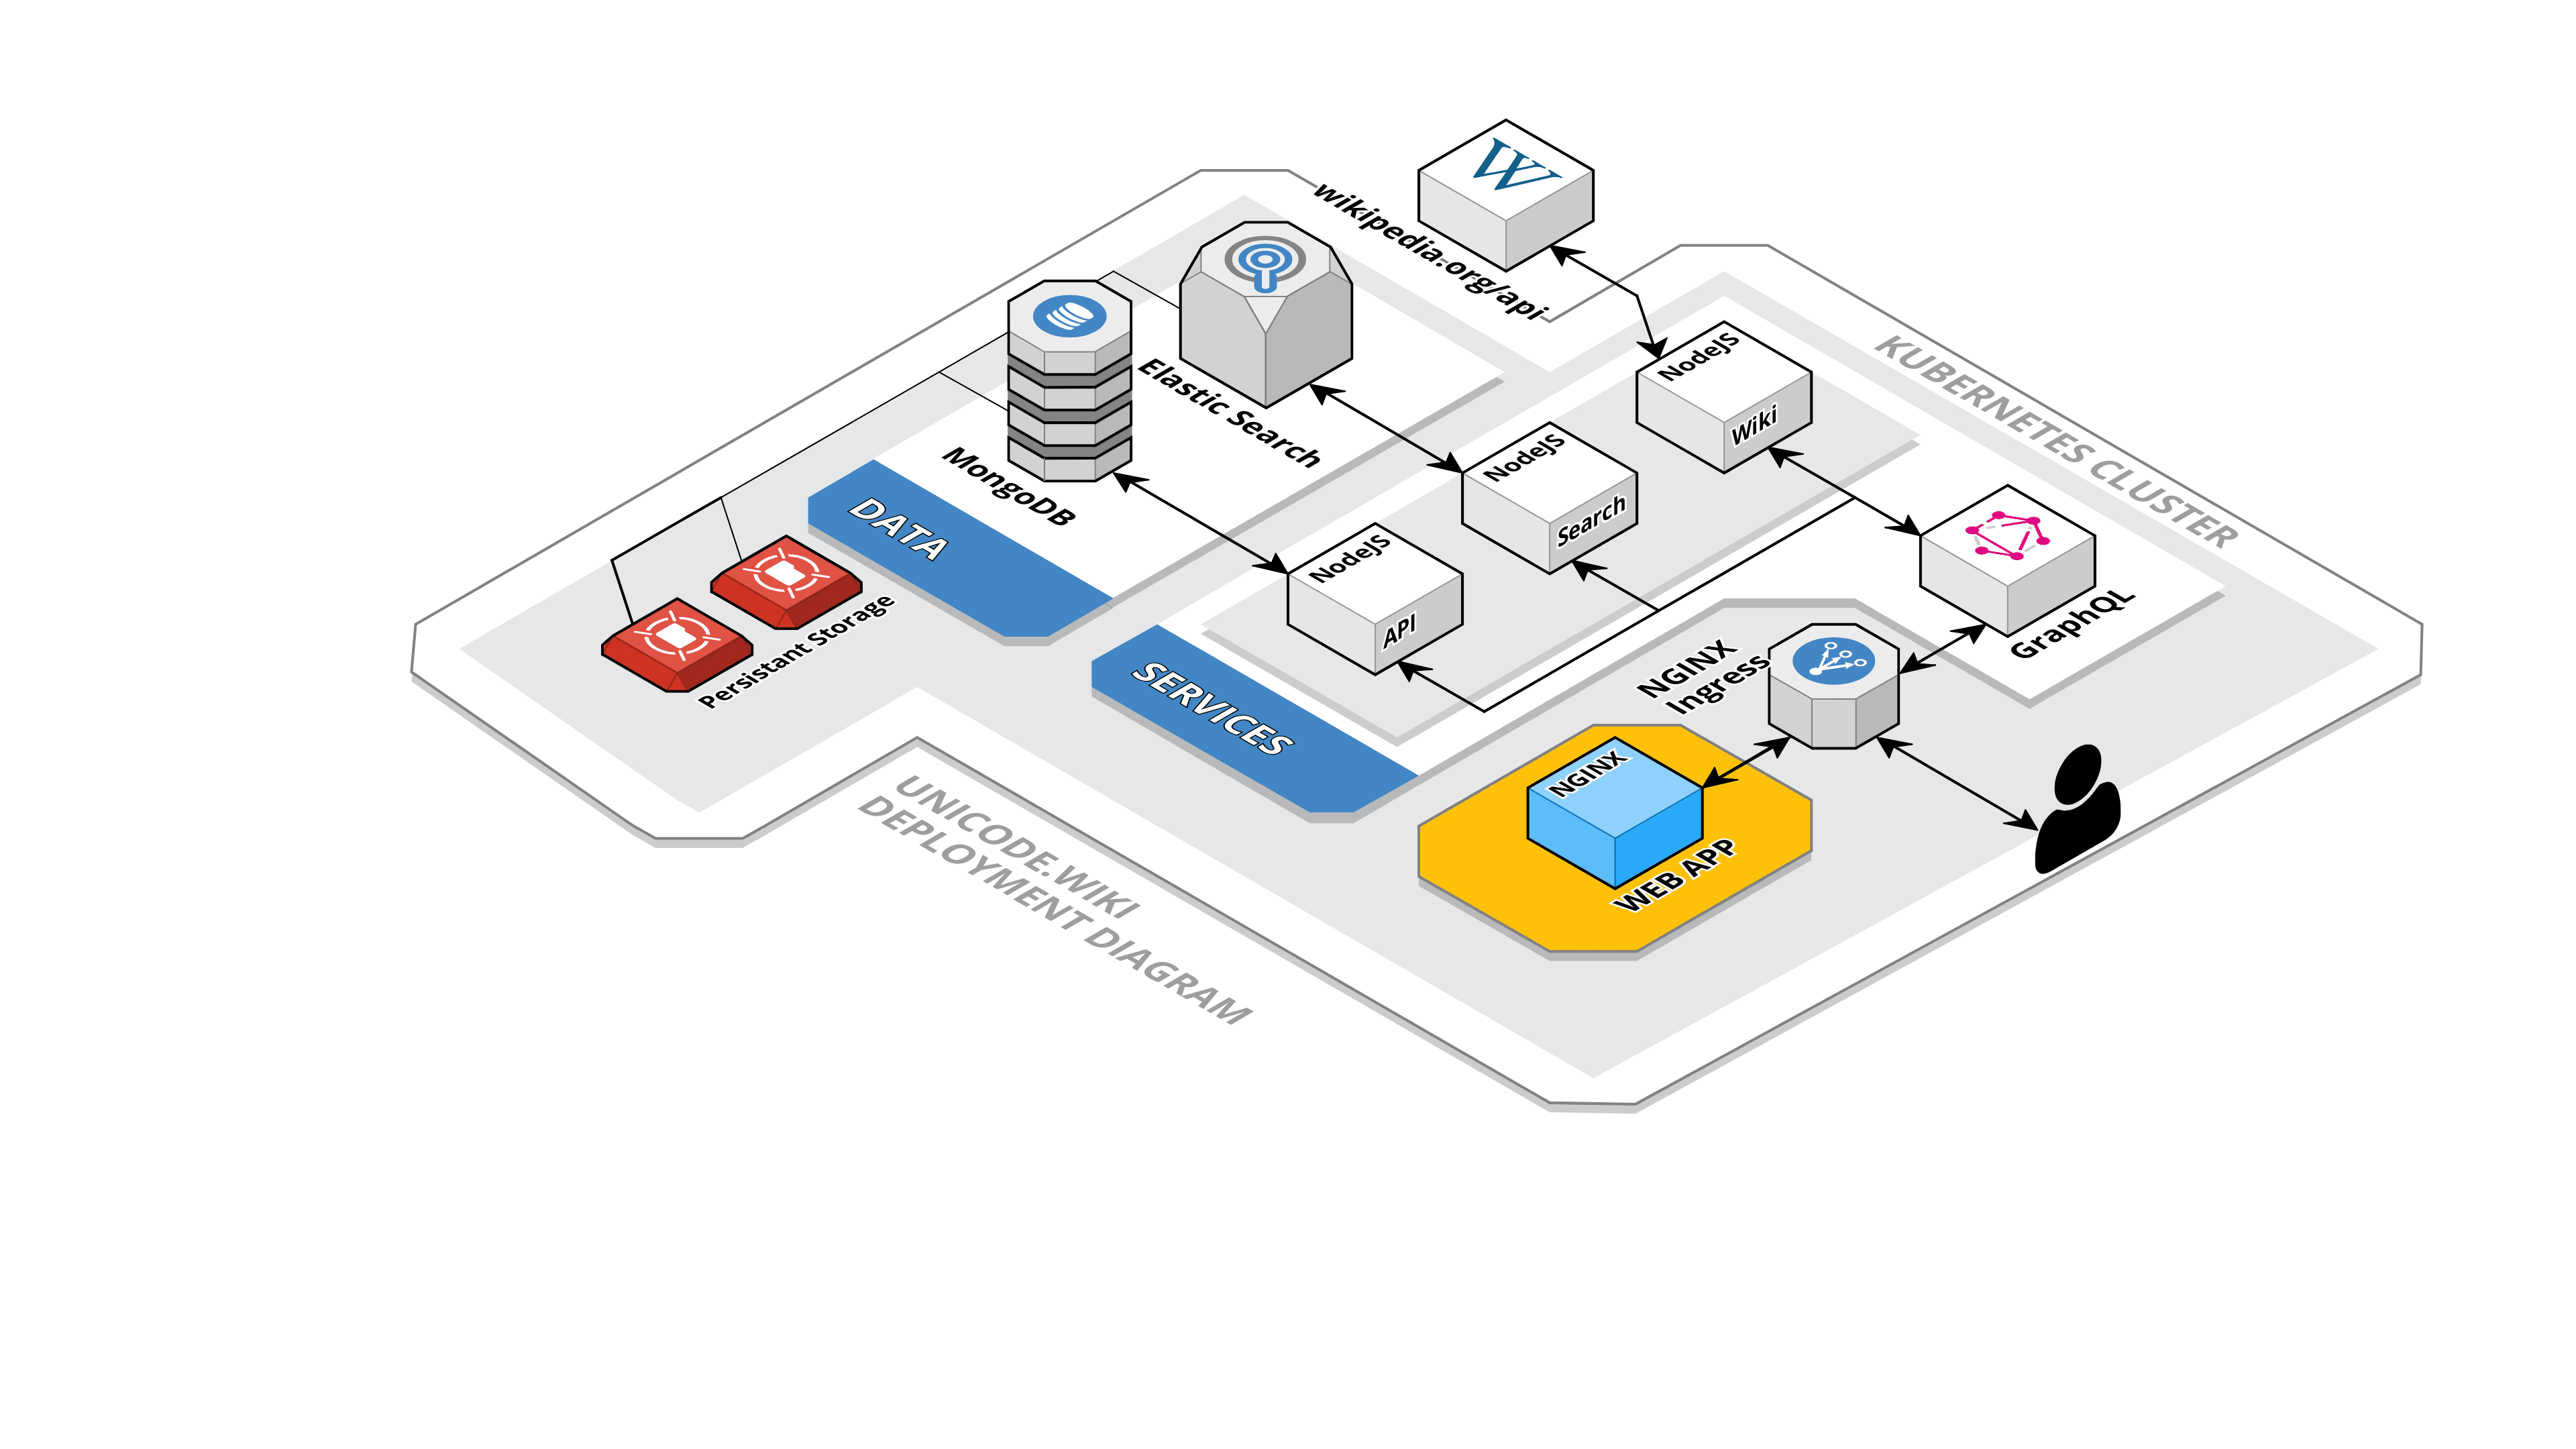 W
wikipedia.org/api
KUBERNETES CLUSTER
NodeJS
Wiki
Elastic Search
NodeJS
Search
MongoDB
DATA
NodeJS
API
GraphQL
Persistant Storage
NGINX
Ingress
SERVICES
NGINX
WEB APP
UNICODE.WIKI
DEPLOYMENT DIAGRAM